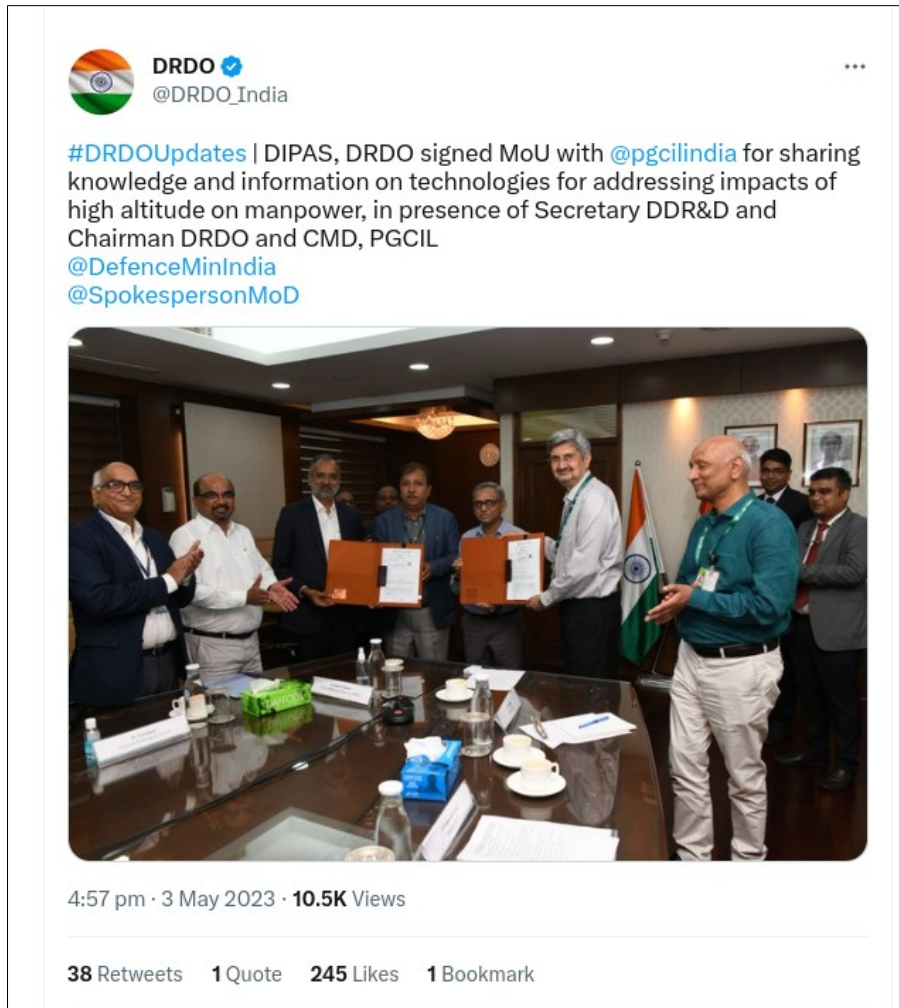 DRDO
@DRDO_India
#DRDOUpdates | DIPAS, DRDO signed MoU with @pgcilindia for sharing
knowledge and information on technologies for addressing impacts of
high altitude on manpower, in presence of Secretary DDR&D and
Chairman DRDO and CMD, PGCIL
@DefenceMinIndia
@SpokespersonMoD
4:57 pm · 3 May 2023 · 10.5K Views
38 Retweets 1 Quote 245 Likes 1 Bookmark